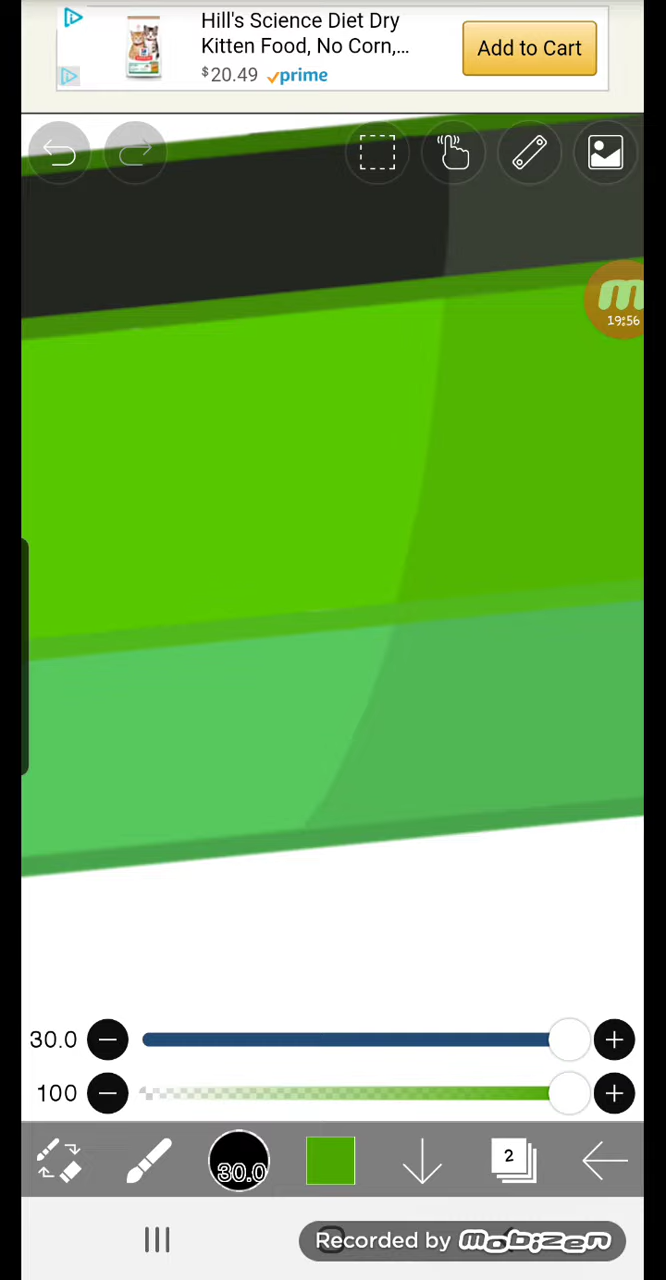 Hill's Science Diet Dry
Kitten Food, No Corn,...
$20.49 prime
Add to Cart
m
19:56
30.0
100
30.0
2
Recorded by mobizen